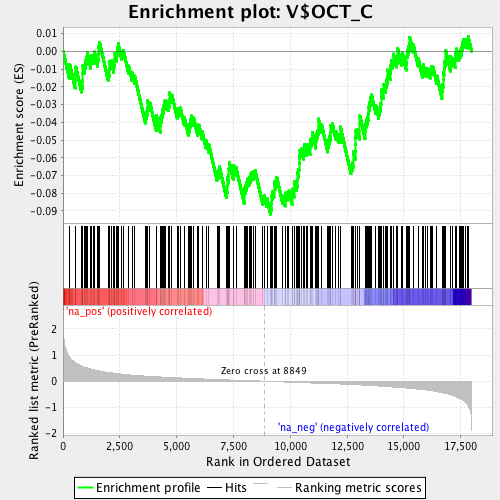 Enrichment plot: V$OCT_C
Enrichment score (ES)
0.01
0.00
-0.01
-0.02
-0.03
-0.04
-0.05
-0.06
-0.07
-0.08
-0.09
'na_pos' (positively correlated)
Ranked list metric (PreRanked)
2
1
0
-1
-2
Zero cross at 8849
'na_neg' (negatively correlated)
0
2,500
5,000
7,500
10,000
12,500
15,000
17,500
Rank in Ordered Dataset
Enrichment profile
Hits
Ranking metric scores